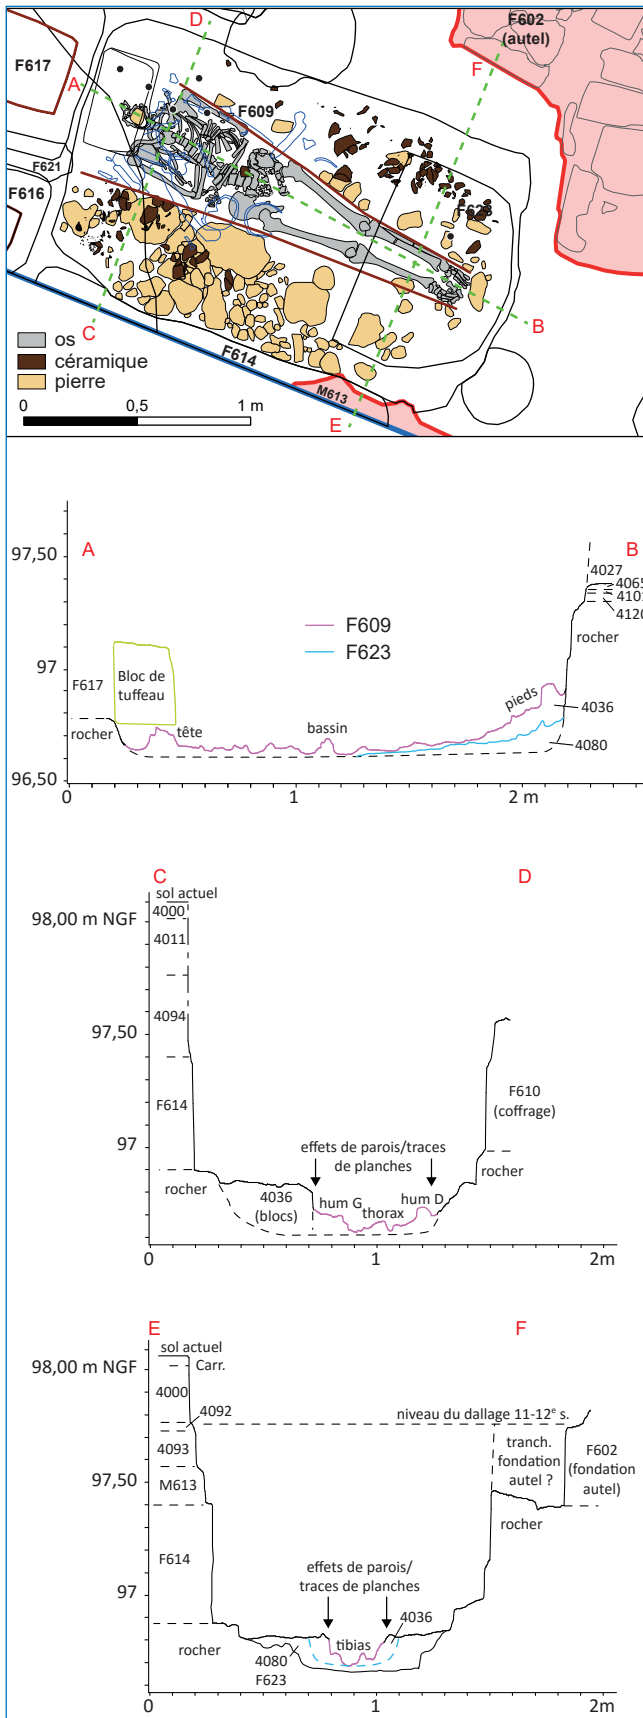 D
F602
(autel)
F617
A
F
F609
F621
F616
F623
B
C
os
céramique
pierre
F614
M613
E
0
0,5
1 m
97,50
A
B
4027
4065
4101
4120
F609
F623
97
F617
Bloc de
tuffeau
rocher
pieds
4036
rocher
tête
bassin
4080
96,50
0
1
2 m
C
D
sol actuel
98,00 m NGF
4000
4011
97,50
4094
F614
F610
(coffrage)
97
effets de parois/traces
de planches
rocher
rocher
4036
(blocs)
hum G
thorax
hum D
0
1
2m
E
F
sol actuel
98,00 m NGF
Carr.
4000
4092
niveau du dallage 11-12e s.
4093
tranch.
fondation
autel ?
F602
(fondation
autel)
97,50
M613
rocher
F614
effets de parois/
traces de planches
97
4036
rocher
tibias
4080
F623
0
1
2m